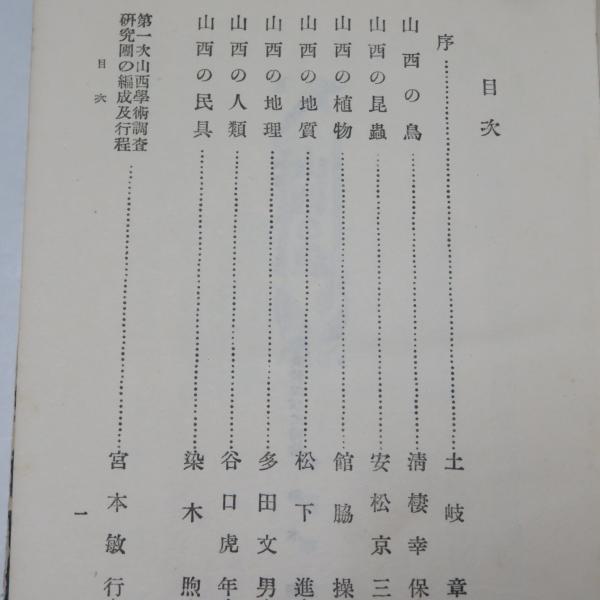 目次
序 土岐章
山西の鳥 清棲幸保
山西の昆蟲 安松京三
山西の植物 館脇操
山西の地質 松下進
山西の地理 多田文男
山西の人類 谷口虎年
山西の民具 染木煦
第一次山西學術調査
研究團の編成及行程 宮本敏行
目次
一